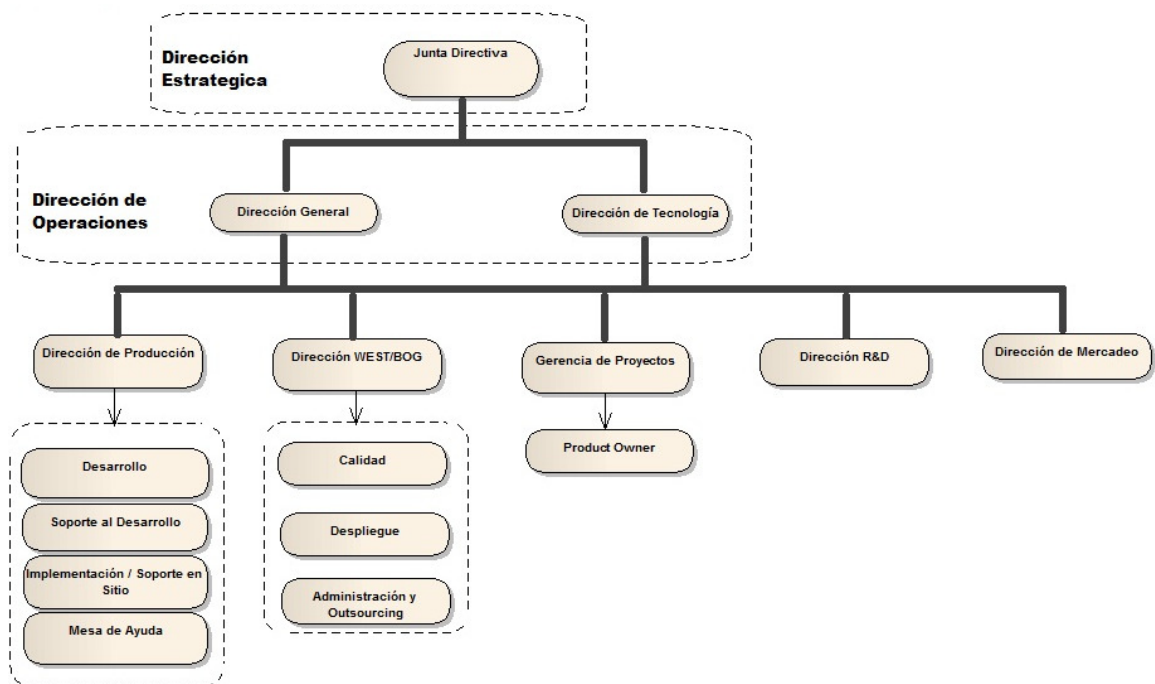 Dirección
Estrategica
Junta Directiva
Dirección de
Operaciones
Dirección General
Dirección de Tecnología
Dirección de Producción
Dirección WEST/BOG
Gerencia de Proyectos
Dirección R&D
Dirección de Mercadeo
Desarrollo
Soporte al Desarrollo
Implementación / Soporte en
Sitio
Mesa de Ayuda
Calidad
Despliegue
Administración y
Outsourcing
Product Owner